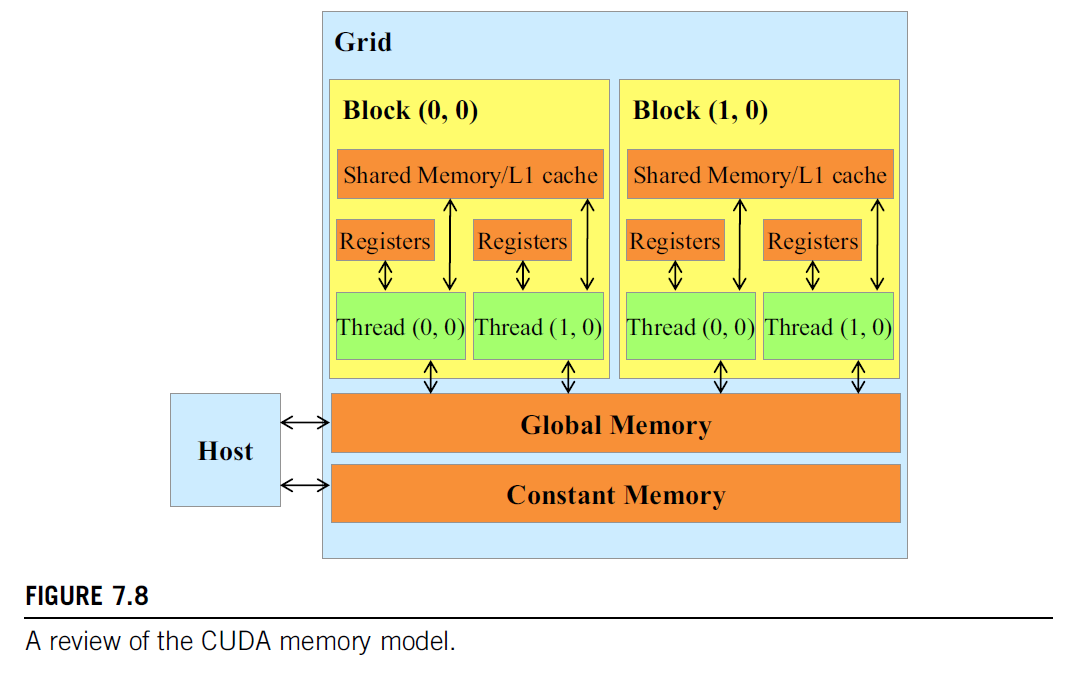 Grid
Block (0, 0)
Block (1, 0)
Shared Memory/L1 cache
Shared Memory/L1 cache
Registers
Registers
Registers
Registers
Thread (0, 0)
Thread (1, 0)
Thread (0, 0)
Thread (1, 0)
Host
Global Memory
Constant Memory
FIGURE 7.8
A review of the CUDA memory model.